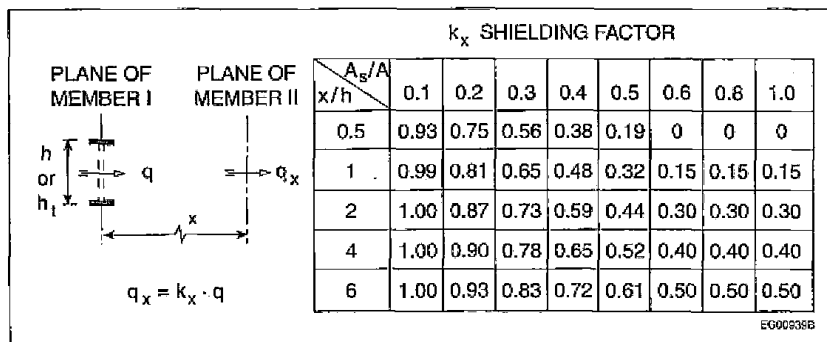 kx SHIELDING FACTOR
PLANE OF MEMBER I
PLANE OF MEMBER II
h or ht
q
qx
x
qx = kx · q
x/h As/A 0.1 0.2 0.3 0.4 0.5 0.6 0.8 1.0
0.5 0.93 0.75 0.56 0.38 0.19 0 0 0
1 0.99 0.81 0.65 0.48 0.32 0.15 0.15 0.15
2 1.00 0.87 0.73 0.59 0.44 0.30 0.30 0.30
4 1.00 0.90 0.78 0.65 0.52 0.40 0.40 0.40
6 1.00 0.93 0.83 0.72 0.61 0.50 0.50 0.50
EG00939B